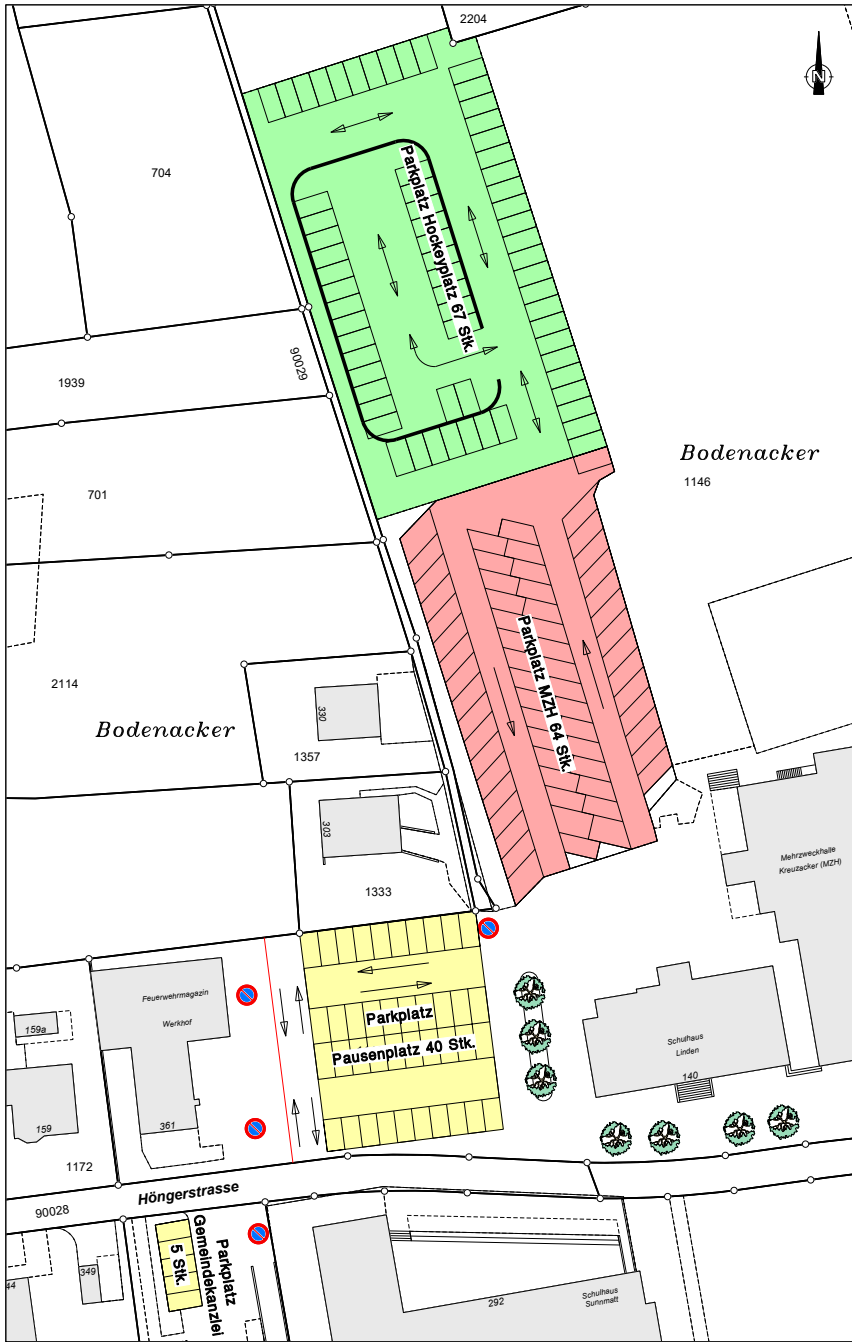 2204
N
704
Parkplatz Hockeyplatz 67 Stk.
90029
1939
Bodenacker
1146
701
2114
Bodenacker
330
1357
Parkplatz MZH 64 Stk.
303
1333
Mehrzweckhalle
Kreuzacker (MZH)
Feuerwehrmagazin
Werkhof
159a
Parkplatz
Pausenplatz 40 Stk.
Schulhaus
Linden
140
159
361
1172
Höngerstrasse
90028
Parkplatz
Gemeindekanzlei
5 Stk.
349
44
292
Schulhaus
Sunnmatt